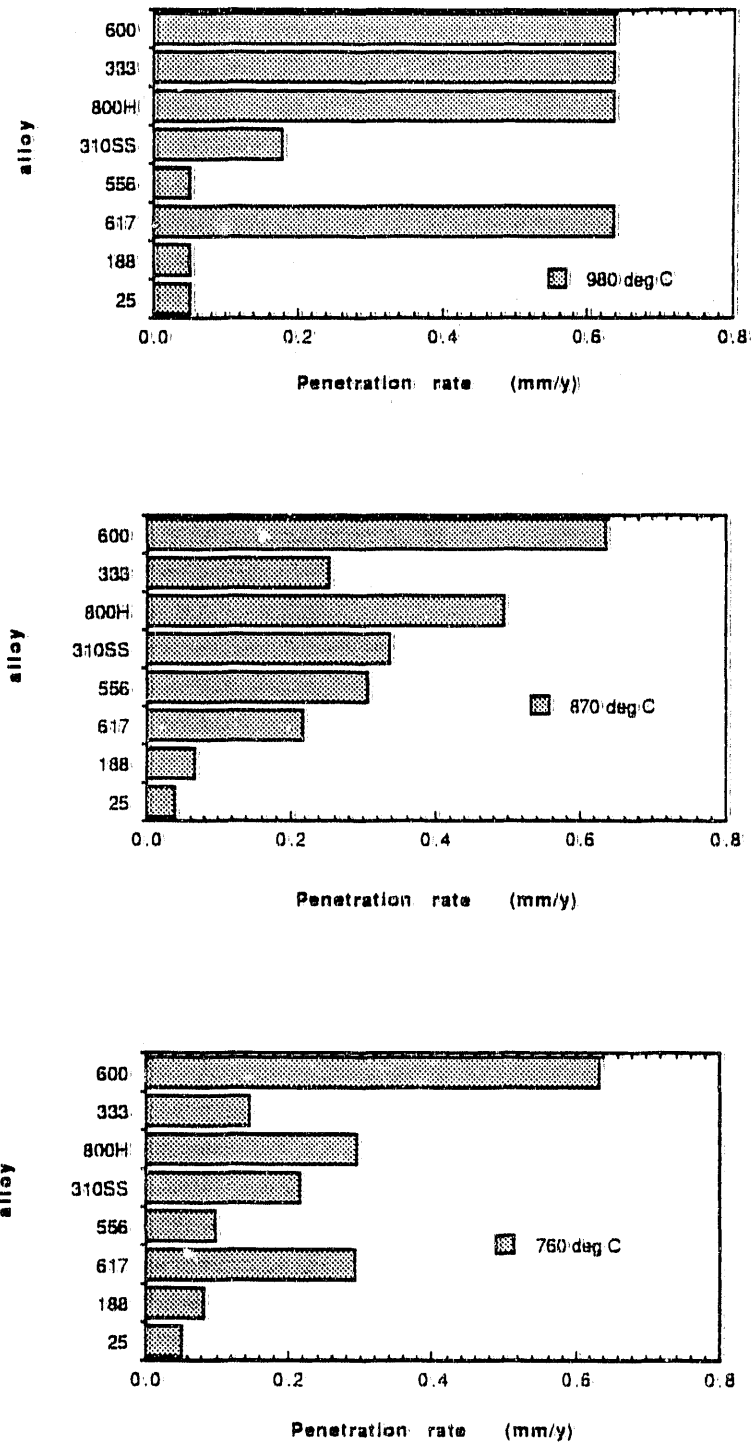 600
333
800H
310SS
556
617
188
25
alloy
980 deg C
0.0 0.2 0.4 0.6 0.8
Penetration rate (mm/y)
600
333
800H
310SS
556
617
188
25
alloy
870 deg C
0.0 0.2 0.4 0.6 0.8
Penetration rate (mm/y)
600
333
800H
310SS
556
617
188
25
alloy
760 deg C
0.0 0.2 0.4 0.6 0.8
Penetration rate (mm/y)